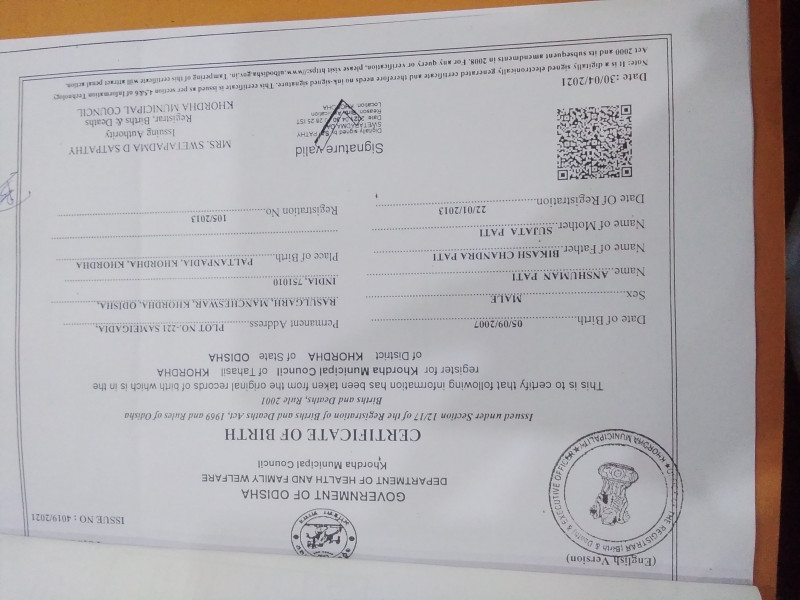 (English Version)
ISSUE NO : 4019/2021
GOVERNMENT OF ODISHA
DEPARTMENT OF HEALTH AND FAMILY WELFARE
Khordha Municipal Council
CERTIFICATE OF BIRTH
Issued under Section 12/17 of the Registration of Births and Deaths Act, 1969 and Rules of Odisha
Births and Deaths, Rule 2001
This is to certify that following information has been taken from the original records of birth which is in the
register for Khordha Municipal Council of Tahasil of KHORDHA
of District KHORDHA of State ODISHA
Date of Birth 05/09/2007 Permanent Address PLOT NO.-221 SAMEIGADIA,
Sex MALE RASULGARH, MANCHESWAR, KHORDHA, ODISHA,
Name ANSHUMAN PATI INDIA, 751010
Name of Father BIKASH CHANDRA PATI Place of Birth PALTANPADIA, KHORDHA, KHORDHA
Name of Mother SUJATA PATI
Date Of Registration 22/01/2013 Registration No. 105/2013
Signature valid
Digitally signed by
MRS. SWETAPADMA D SATPATHY
Issuing Authority
Registrar, Births & Deaths
KHORDHA MUNICIPAL COUNCIL
Date : 30/04/2021
Note: It is a digitally signed electronically generated certificate and therefore needs no ink-signed signature. This certificate is issued as per section 4,5&6 of Information Technology
Act 2000 and its subsequent amendments in 2008. For any query or verification, please visit https://www.ulbodisha.gov.in. Tampering of this certificate will attract penal action.